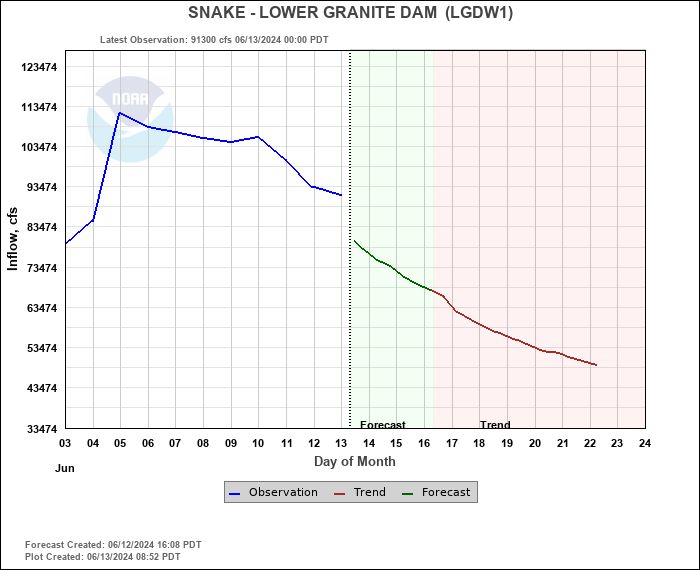 SNAKE - LOWER GRANITE DAM (LGDW1)
Latest Observation: 91300 cfs 06/13/2024 00:00 PDT
123474
113474
103474
93474
83474
73474
63474
53474
43474
33474
Inflow, cfs
NOAA
Forecast Trend
03 04 05 06 07 08 09 10 11 12 13 14 15 16 17 18 19 20 21 22 23 24
Jun
Day of Month
Observation Trend Forecast
Forecast Created: 06/12/2024 16:08 PDT
Plot Created: 06/13/2024 08:52 PDT